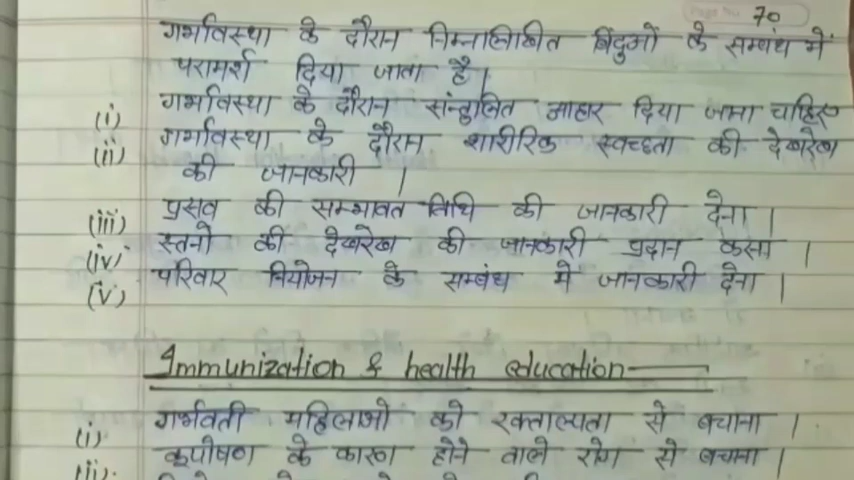 Page No. 70
गर्भावस्था के दौरान निम्नलिखित बिंदुओं के सम्बंध में
परामर्श दिया जाता है |
(i) गर्भावस्था के दौरान संन्तुलित आहार दिया जाना चाहिए
(ii) गर्भावस्था के दौरान शारीरिक स्वच्छता की देखरेख
की जानकारी |
(iii) प्रसव की सम्भावत तिथि की जानकारी देना |
(iv) स्तनो की देखरेख की जानकारी प्रदान करना |
(v) परिवार नियोजन के सम्बंध में जानकारी देना |
Immunization & health education
(i) गर्भवती महिलाओ को रक्ताल्पता से बचाना |
(ii) कुपोषण के कारण होने वाले रोग से बचाना |